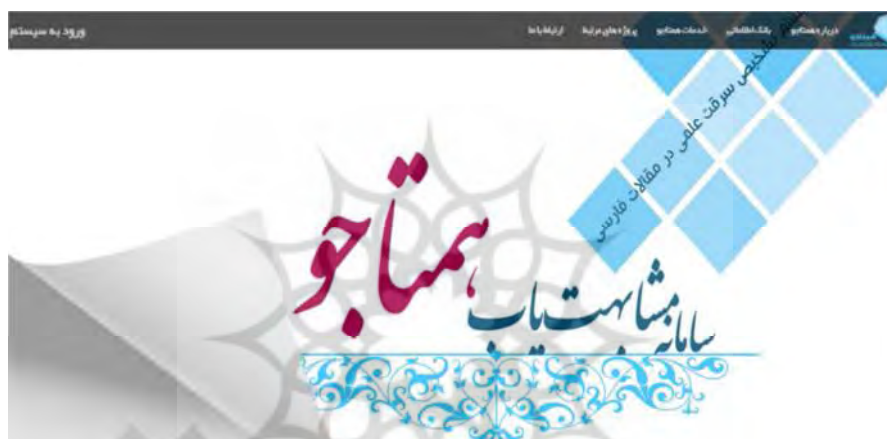 درباره همتاجو بانک اطلاعاتی خدمات همتاجو پروژه های مرتبط ارتباط با ما ورود به سیستم
تشخیص سرقت علمی در مقالات فارسی
همتاجو
سامانه مشابهت یاب